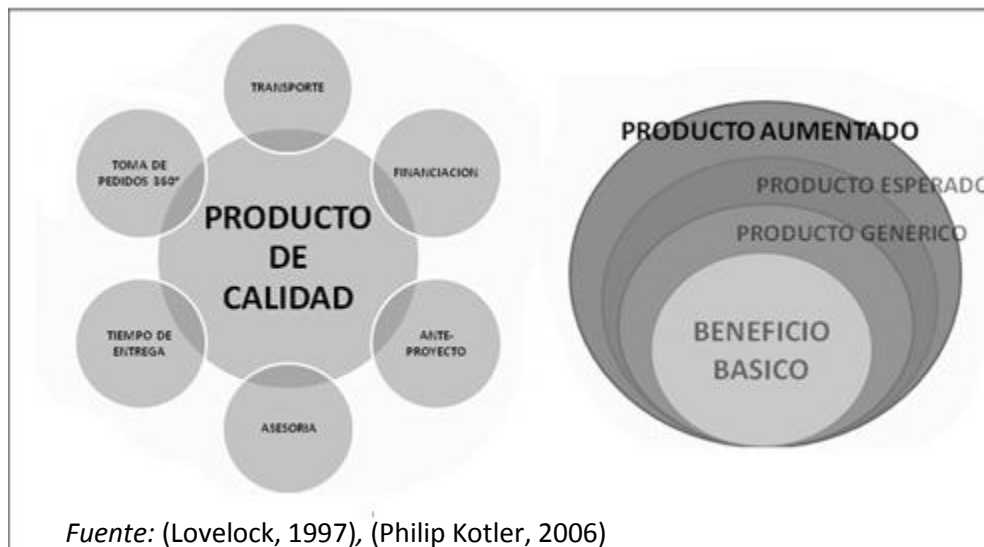 TRANSPORTE
FINANCIACION
ANTE-
PROYECTO
ASESORIA
TIEMPO DE
ENTREGA
TOMA DE
PEDIDOS 360°
PRODUCTO
DE
CALIDAD
PRODUCTO AUMENTADO
PRODUCTO ESPERADO
PRODUCTO GENERICO
BENEFICIO
BASICO
Fuente: (Lovelock, 1997), (Philip Kotler, 2006)